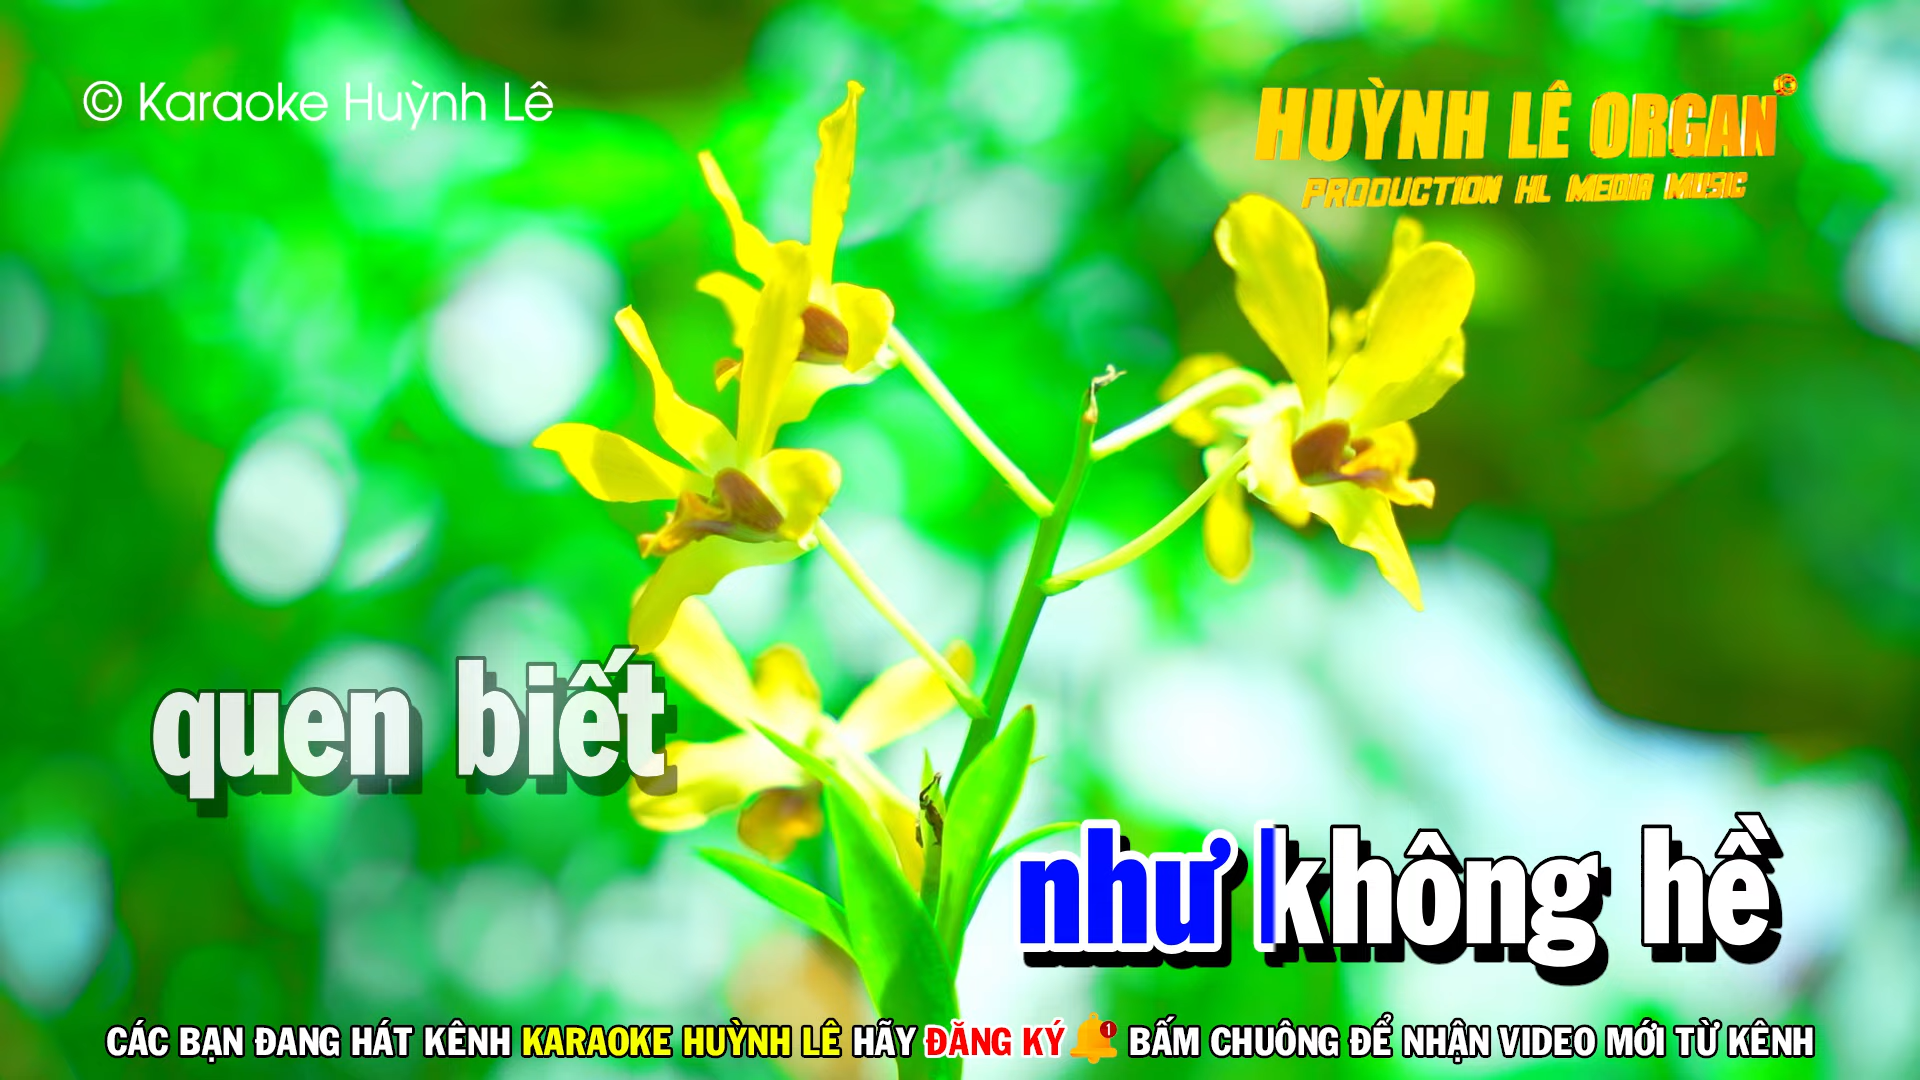 © Karaoke Huỳnh Lê
HUỲNH LÊ ORGAN
PRODUCTION HL MEDIA MUSIC
quen biết
như không hề
CÁC BẠN ĐANG HÁT KÊNH KARAOKE HUỲNH LÊ HÃY ĐĂNG KÝ 1 BẤM CHUÔNG ĐỂ NHẬN VIDEO MỚI TỪ KÊNH